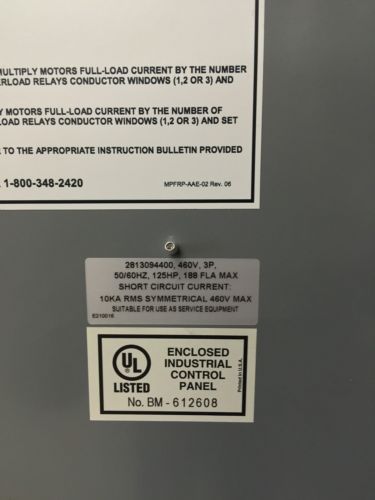 MULTIPLY MOTORS FULL-LOAD CURRENT BY THE NUMBER
RELAYS CONDUCTOR WINDOWS (1,2 OR 3) AND
MOTORS FULL-LOAD CURRENT BY THE NUMBER OF
LOAD RELAYS CONDUCTOR WINDOWS (1,2 OR 3) AND SET
TO THE APPROPRIATE INSTRUCTION BULLETIN PROVIDED
1-800-348-2420
MPFRP-AAE-02 Rev. 06
2813094400, 460V, 3P,
50/60HZ, 125HP, 188 FLA MAX
SHORT CIRCUIT CURRENT:
10KA RMS SYMMETRICAL 460V MAX
SUITABLE FOR USE AS SERVICE EQUIPMENT
E210016
UL
LISTED
ENCLOSED
INDUSTRIAL
CONTROL
PANEL
No. BM - 612608
Printed in U.S.A.